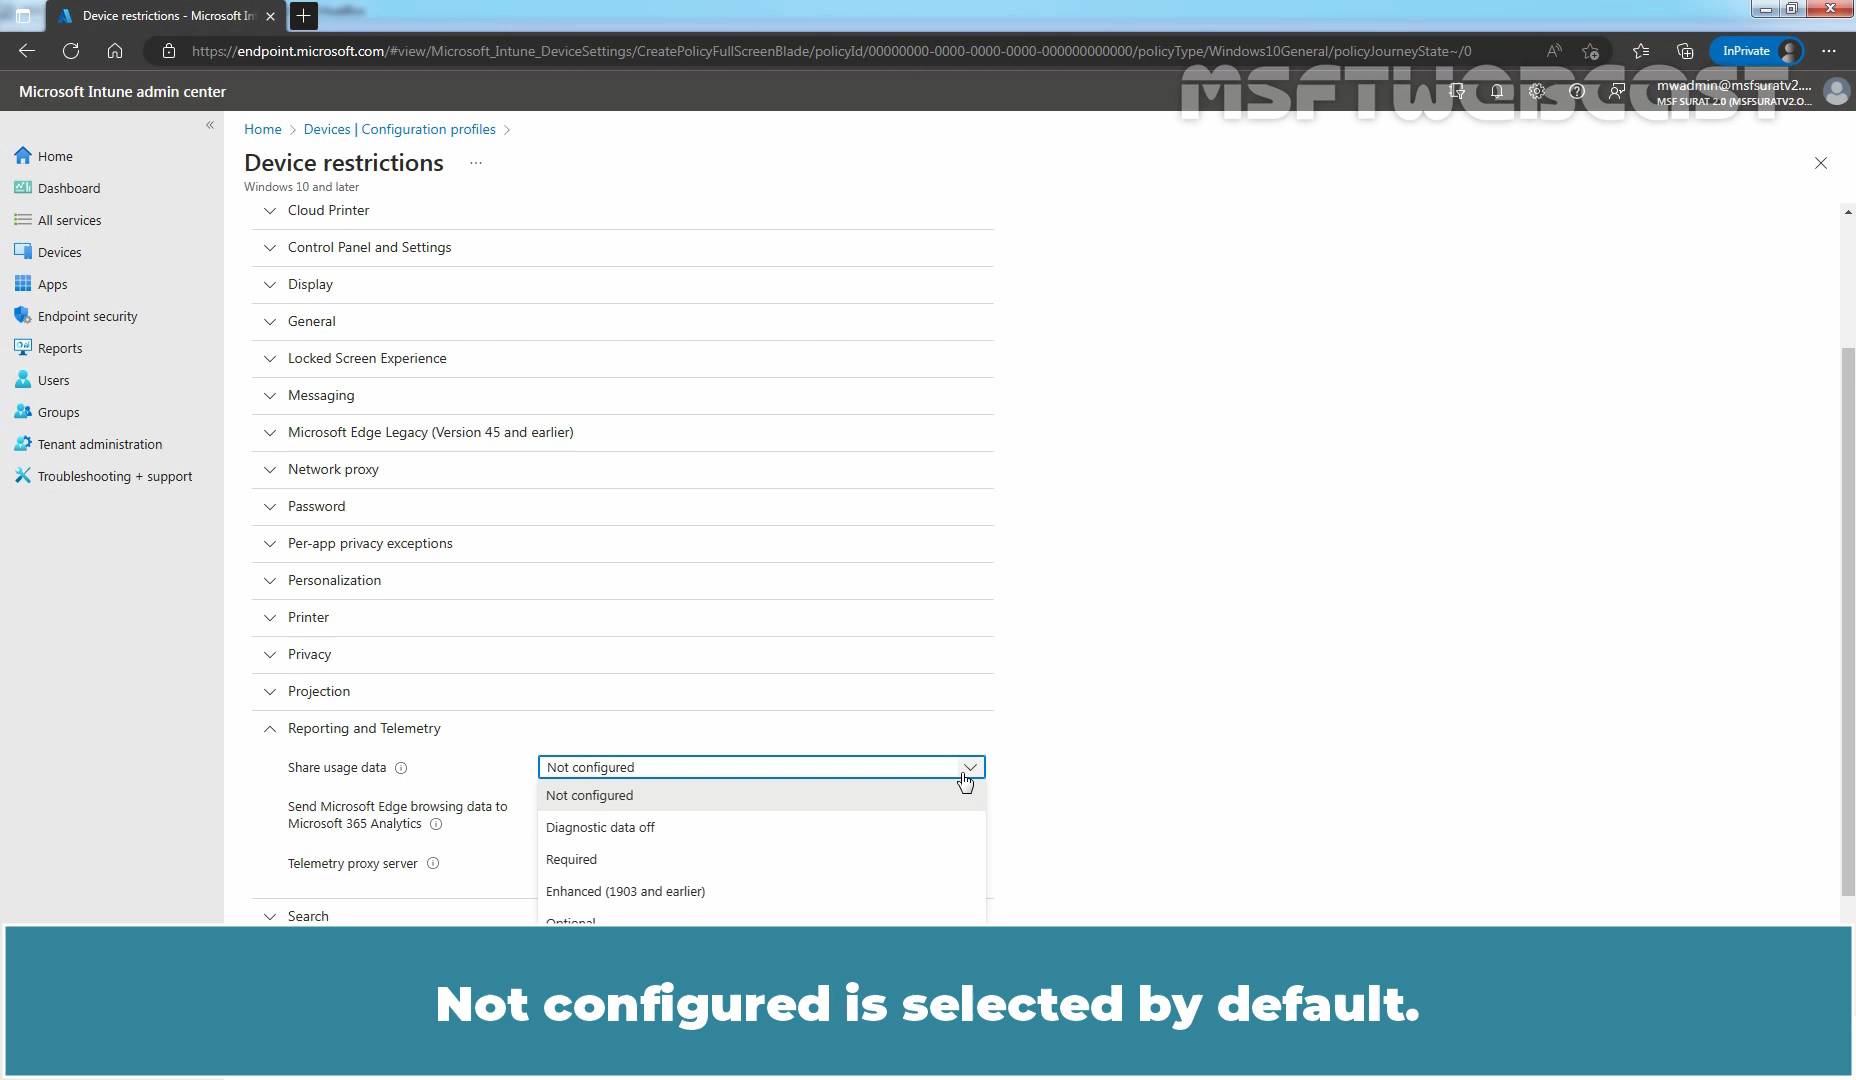 Device restrictions - Microsoft In
https://endpoint.microsoft.com/#view/Microsoft_Intune_DeviceSettings/CreatePolicyFullScreenBlade/policyId/00000000-0000-0000-0000-000000000000/policyType/Windows10General/policyJourneyState~/0
InPrivate
Microsoft Intune admin center
MSFTWEBCAST
mwadmin@msfsuratv2....
MSF SURAT 2.0 (MSFSURATV2.O...
Home > Devices | Configuration profiles >
Device restrictions ...
Windows 10 and later
Home
Dashboard
All services
Devices
Apps
Endpoint security
Reports
Users
Groups
Tenant administration
Troubleshooting + support
Cloud Printer
Control Panel and Settings
Display
General
Locked Screen Experience
Messaging
Microsoft Edge Legacy (Version 45 and earlier)
Network proxy
Password
Per-app privacy exceptions
Personalization
Printer
Privacy
Projection
Reporting and Telemetry
Share usage data
Not configured
Send Microsoft Edge browsing data to
Microsoft 365 Analytics
Telemetry proxy server
Not configured
Diagnostic data off
Required
Enhanced (1903 and earlier)
Optional
Search
Not configured is selected by default.